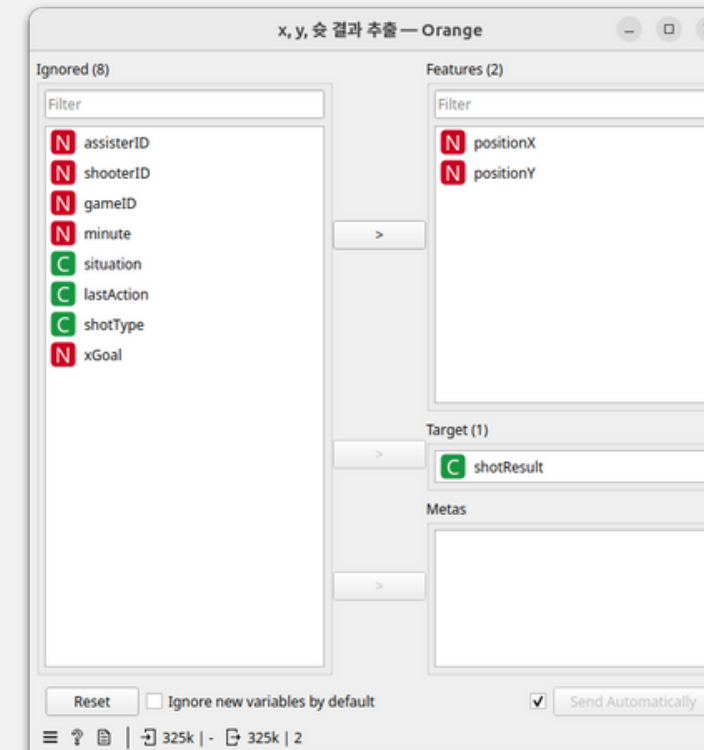 x, y, 슛 결과 추출 — Orange
Ignored (8)
Filter
N assisterID
N shooterID
N gameID
N minute
C situation
C lastAction
C shotType
N xGoal
>
>
>
Features (2)
Filter
N positionX
N positionY
Target (1)
C shotResult
Metas
Reset
Ignore new variables by default
Send Automatically
? 325k | - 325k | 2